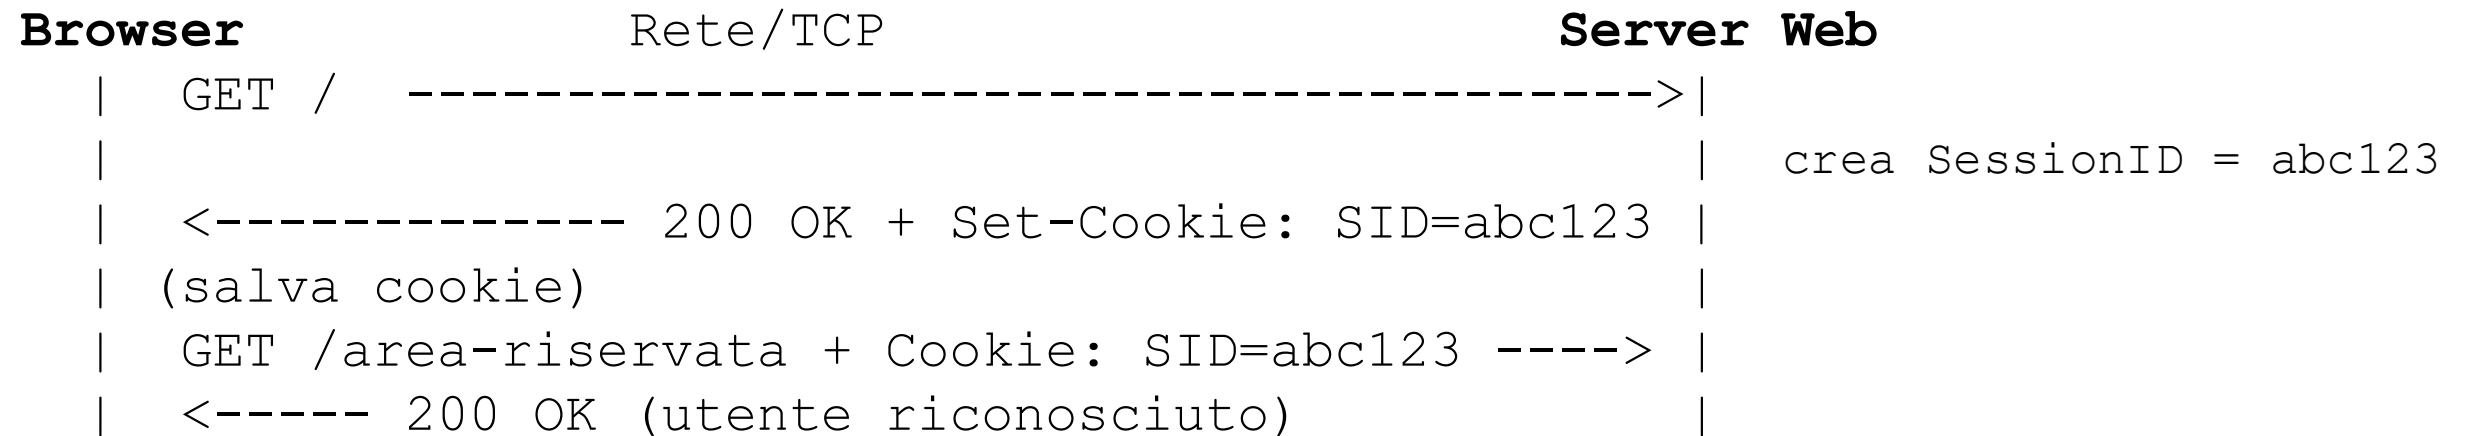 Browser Rete/TCP Server Web
| GET / --------------------------------------->|
| | crea SessionID = abc123
| <------------- 200 OK + Set-Cookie: SID=abc123 |
| (salva cookie) |
| GET /area-riservata + Cookie: SID=abc123 ----> |
| <----- 200 OK (utente riconosciuto) |